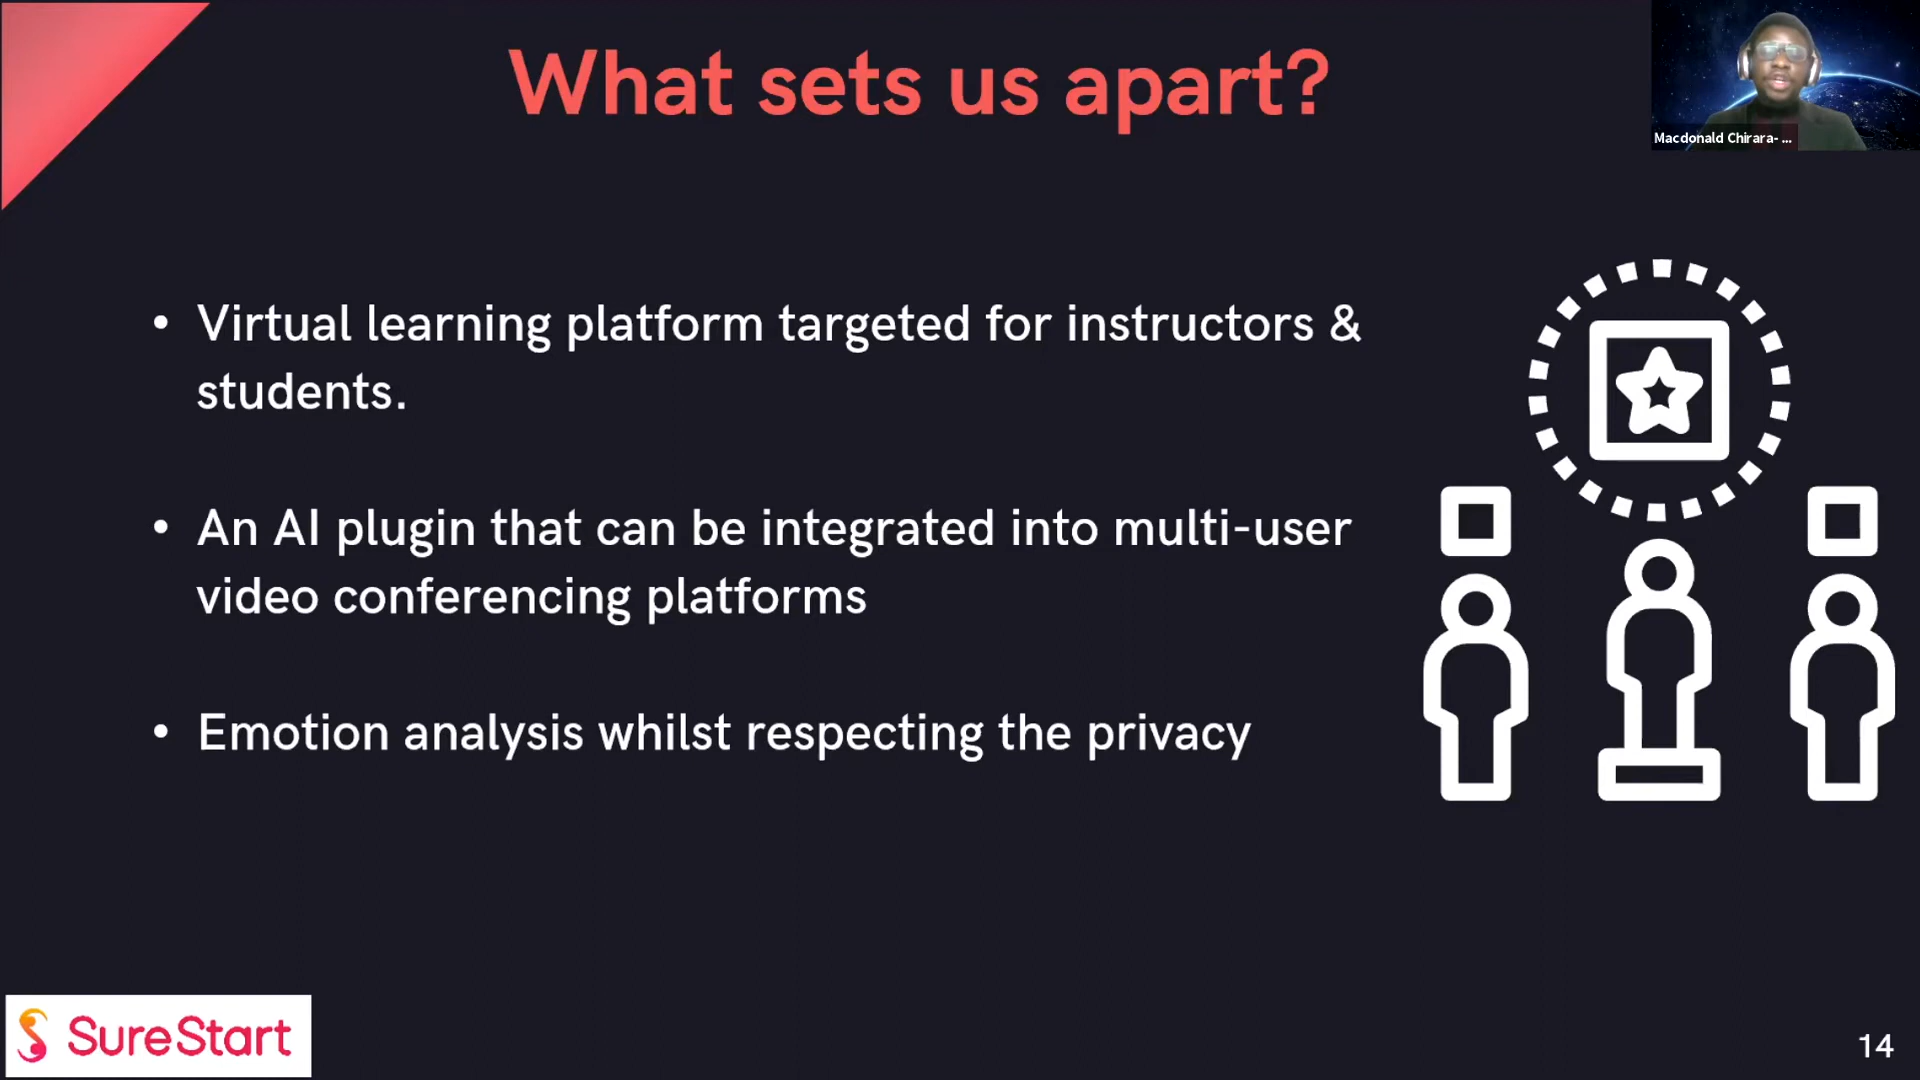 What sets us apart?
Macdonald Chirara- ...
• Virtual learning platform targeted for instructors &
students.
• An AI plugin that can be integrated into multi-user
video conferencing platforms
• Emotion analysis whilst respecting the privacy
SureStart
14